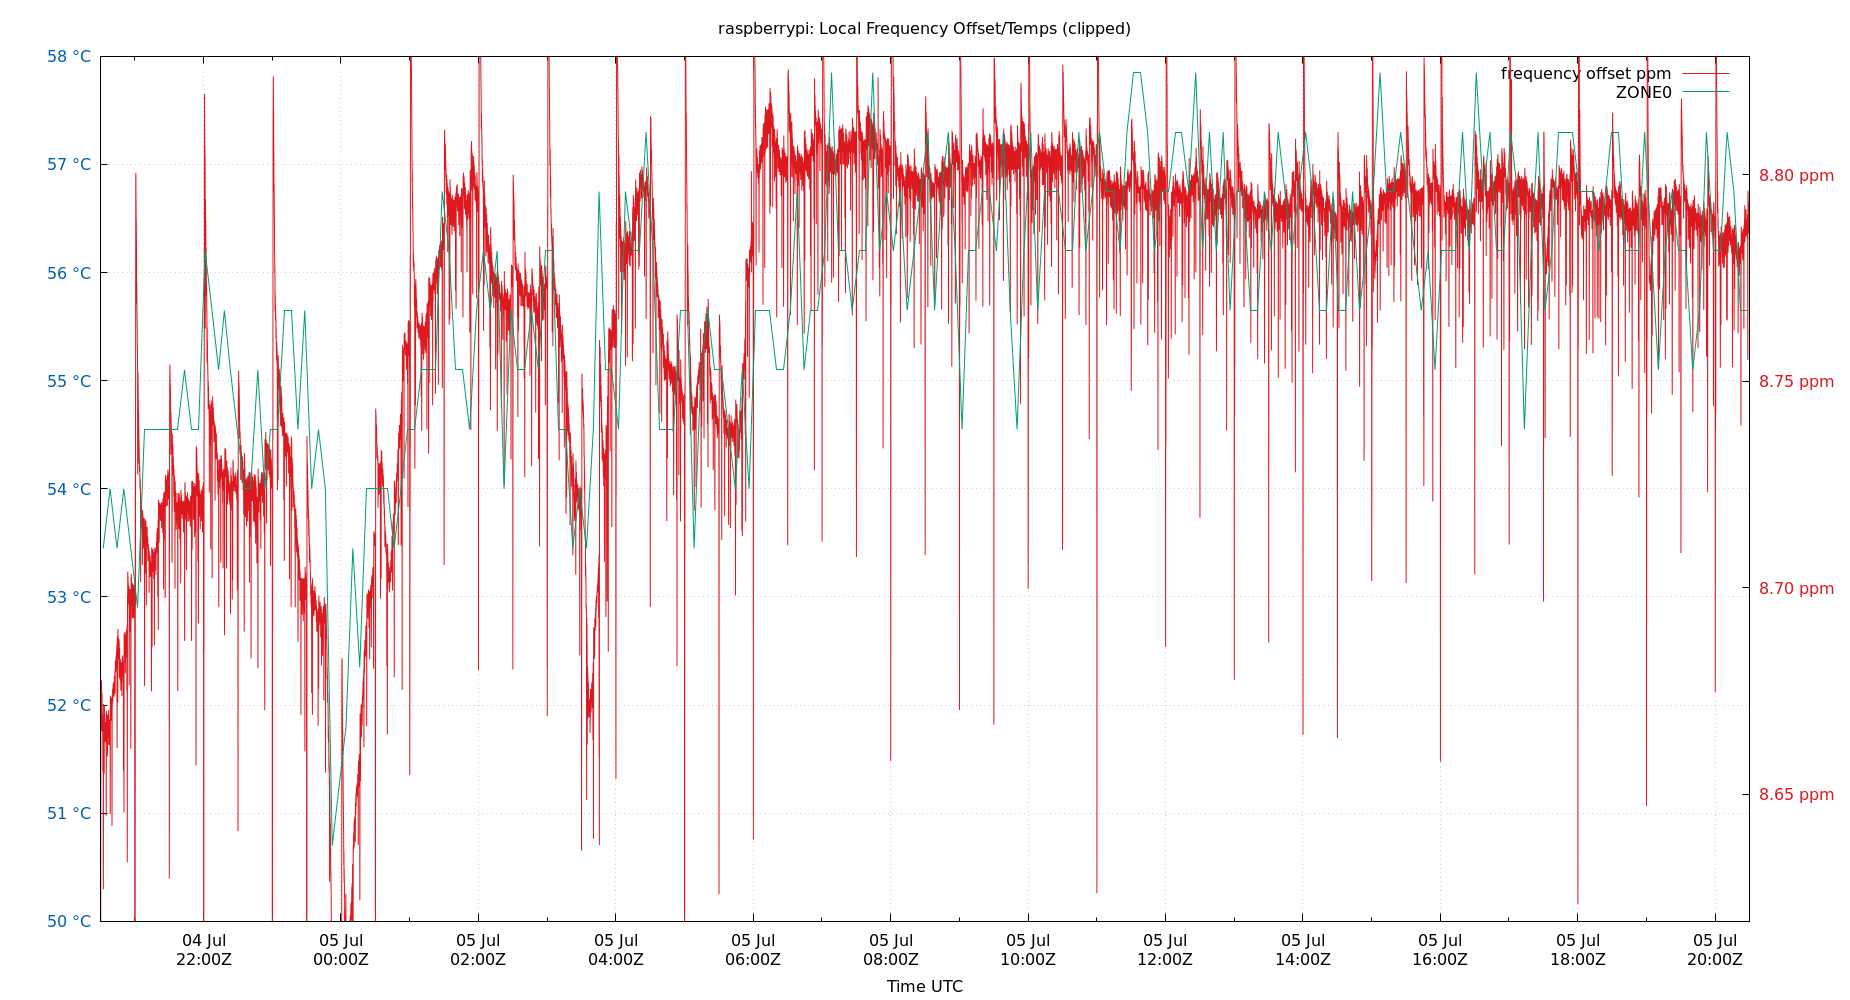 raspberrypi: Local Frequency Offset/Temps (clipped)
frequency offset ppm
ZONE0
58 °C
57 °C
56 °C
55 °C
54 °C
53 °C
52 °C
51 °C
50 °C
8.80 ppm
8.75 ppm
8.70 ppm
8.65 ppm
04 Jul
22:00Z
05 Jul
00:00Z
05 Jul
02:00Z
05 Jul
04:00Z
05 Jul
06:00Z
05 Jul
08:00Z
05 Jul
10:00Z
05 Jul
12:00Z
05 Jul
14:00Z
05 Jul
16:00Z
05 Jul
18:00Z
05 Jul
20:00Z
Time UTC